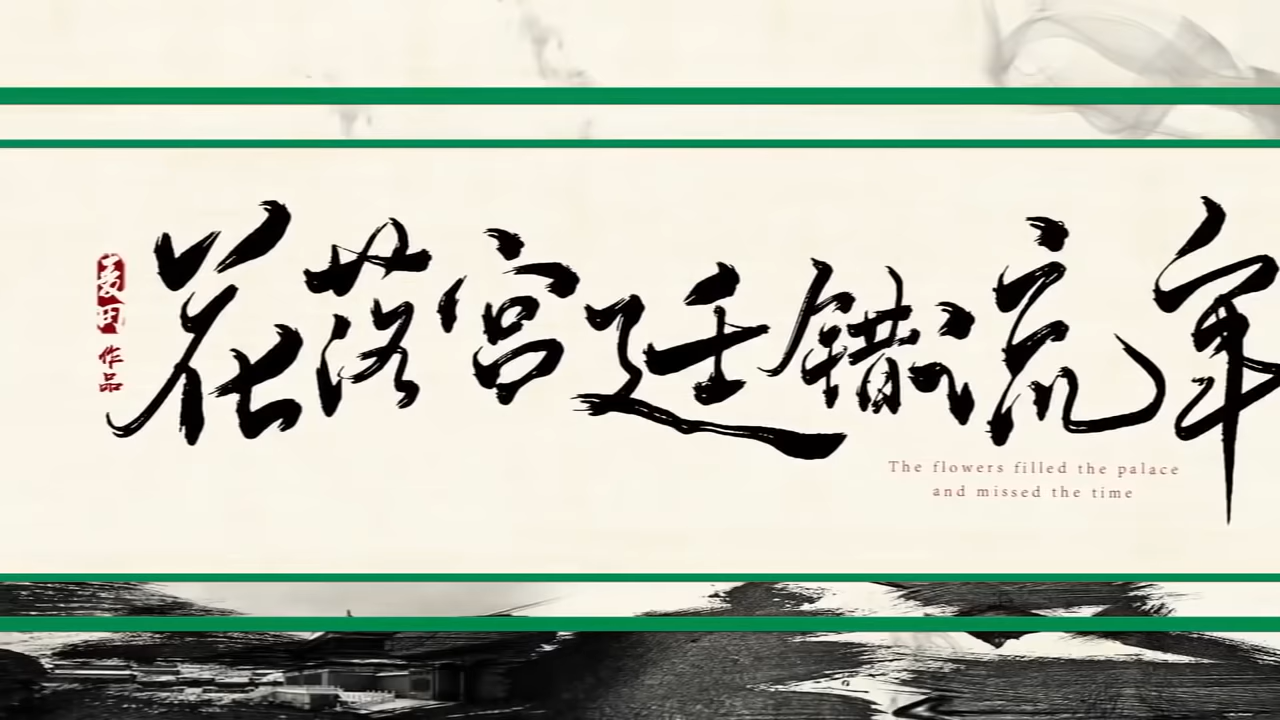 花落宫廷错流年
麦田
作品
The flowers filled the palace
and missed the time